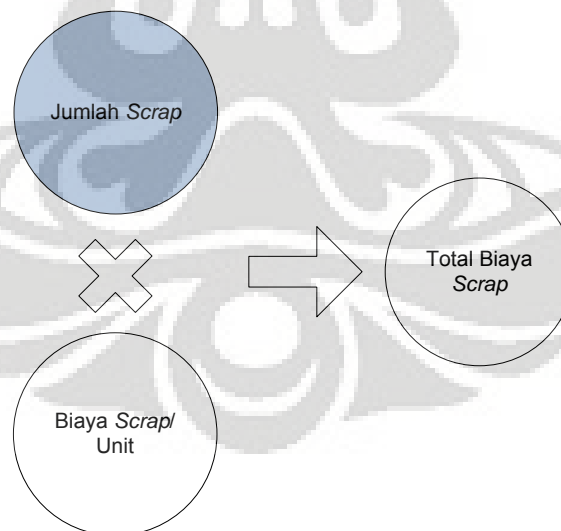 Jumlah Scrap
Total Biaya
Scrap
Biaya Scrap/
Unit